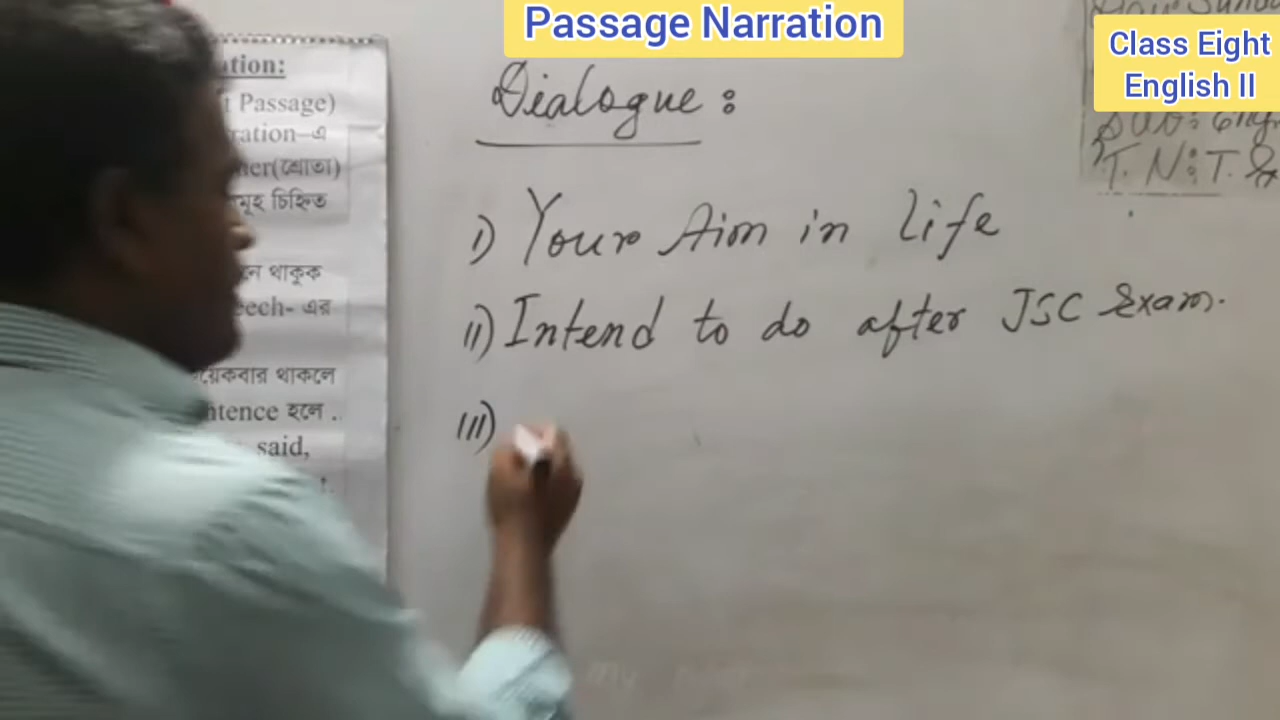 Passage Narration
Class Eight
English II
t Passage)
ration-এ
ner(শ্রোতা)
মূহ চিহ্নিত
থাকুক
eech- এর
য়েকবার থাকলে
ntence হলে .
said,
Dialogue:
i) Your Aim in Life
ii) Intend to do after JSC Exam.
iii)
T. N: T.